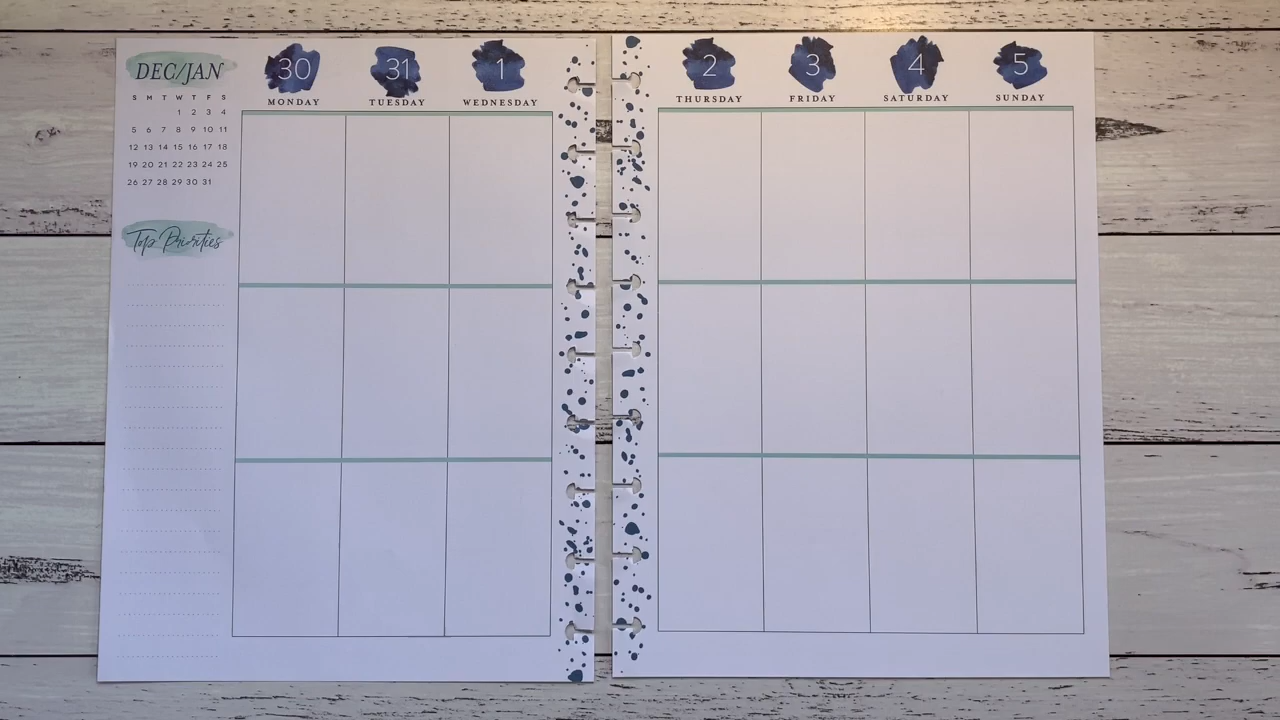 DEC/JAN
S M T W T F S
1 2 3 4
5 6 7 8 9 10 11
12 13 14 15 16 17 18
19 20 21 22 23 24 25
26 27 28 29 30 31
Top Priorities
30 31 1
MONDAY TUESDAY WEDNESDAY
2 3 4 5
THURSDAY FRIDAY SATURDAY SUNDAY